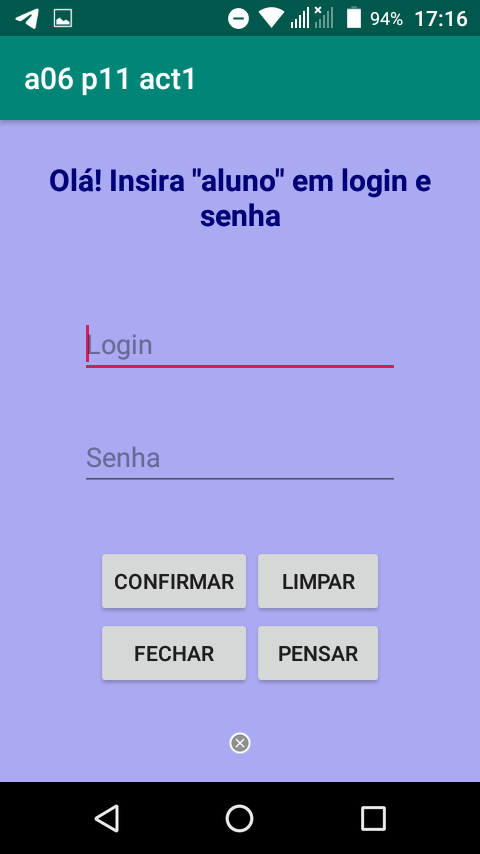 94% 17:16
a06 p11 act1
Olá! Insira "aluno" em login e
senha
Login
Senha
CONFIRMAR LIMPAR
FECHAR PENSAR